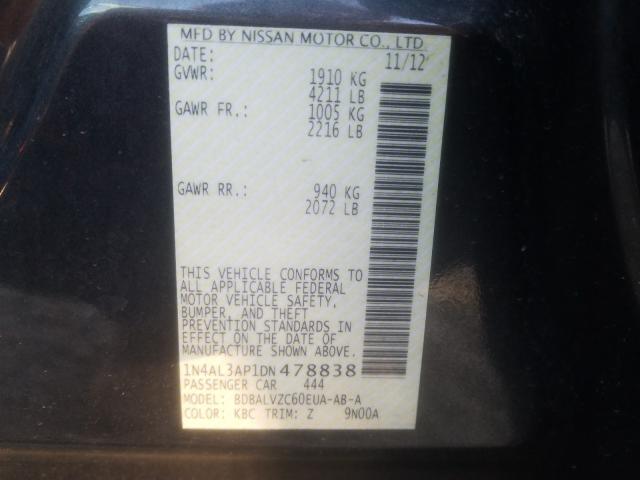 MFD BY NISSAN MOTOR CO., LTD.
DATE: 11/12
GVWR: 1910 KG
4211 LB
GAWR FR.: 1005 KG
2216 LB
GAWR RR.: 940 KG
2072 LB
THIS VEHICLE CONFORMS TO
ALL APPLICABLE FEDERAL
MOTOR VEHICLE SAFETY,
BUMPER, AND THEFT
PREVENTION STANDARDS IN
EFFECT ON THE DATE OF
MANUFACTURE SHOWN ABOVE.
1N4AL3AP1DN478838
PASSENGER CAR 444
MODEL: BDBALVZC60EUA-AB-A
COLOR: KBC TRIM: Z 9N00A